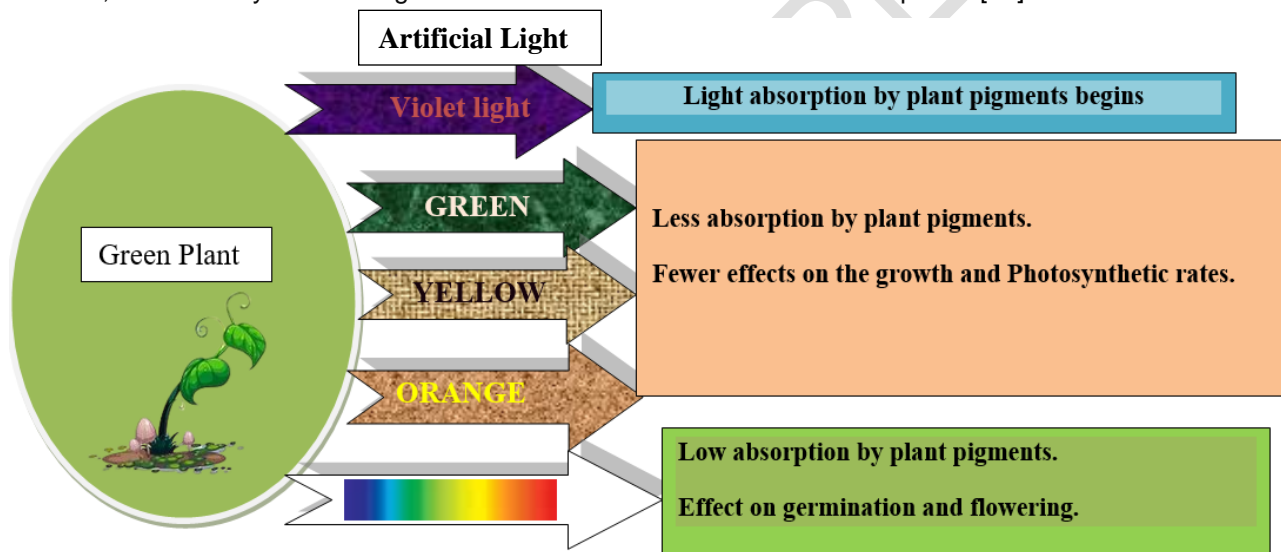 Artificial Light
Violet light
Light absorption by plant pigments begins
GREEN
Less absorption by plant pigments.
Green Plant
Fewer effects on the growth and Photosynthetic rates.
YELLOW
ORANGE
Low absorption by plant pigments.
Effect on germination and flowering.